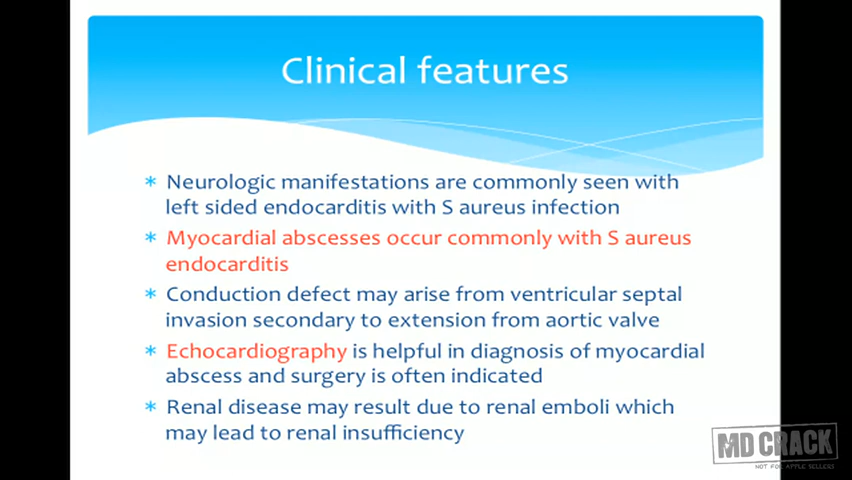 Clinical features
* Neurologic manifestations are commonly seen with
left sided endocarditis with S aureus infection
* Myocardial abscesses occur commonly with S aureus
endocarditis
* Conduction defect may arise from ventricular septal
invasion secondary to extension from aortic valve
* Echocardiography is helpful in diagnosis of myocardial
abscess and surgery is often indicated
* Renal disease may result due to renal emboli which
may lead to renal insufficiency
MD CRACK
NOT FOR APPLE SELLERS